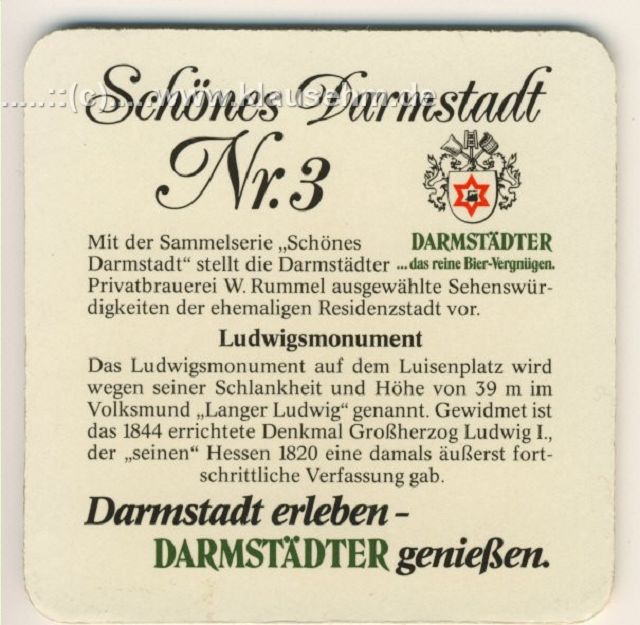 Schönes Darmstadt
.....::(c).....www.klausehm.de
Nr. 3
Mit der Sammelserie „Schönes
Darmstadt“ stellt die Darmstädter
Privatbrauerei W. Rummel ausgewählte Sehenswür-
digkeiten der ehemaligen Residenzstadt vor.
DARMSTÄDTER
...das reine Bier-Vergnügen.
Ludwigsmonument
Das Ludwigsmonument auf dem Luisenplatz wird
wegen seiner Schlankheit und Höhe von 39 m im
Volksmund „Langer Ludwig“ genannt. Gewidmet ist
das 1844 errichtete Denkmal Großherzog Ludwig I.,
der „seinen“ Hessen 1820 eine damals äußerst fort-
schrittliche Verfassung gab.
Darmstadt erleben –
DARMSTÄDTER genießen.